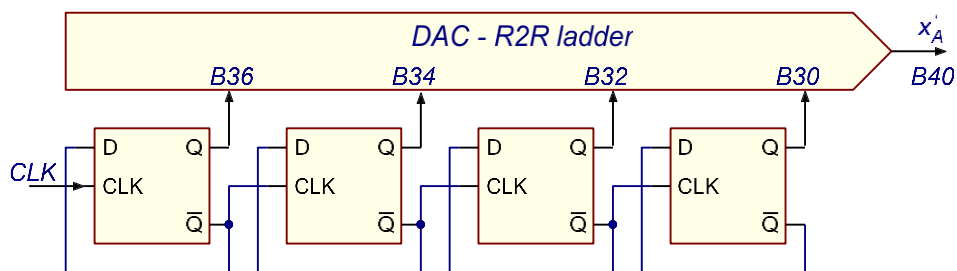 DAC - R2R ladder
x'A
B36 B34 B32 B30 B40
D Q D Q D Q D Q
CLK CLK CLK CLK CLK
Q̅ Q̅ Q̅ Q̅